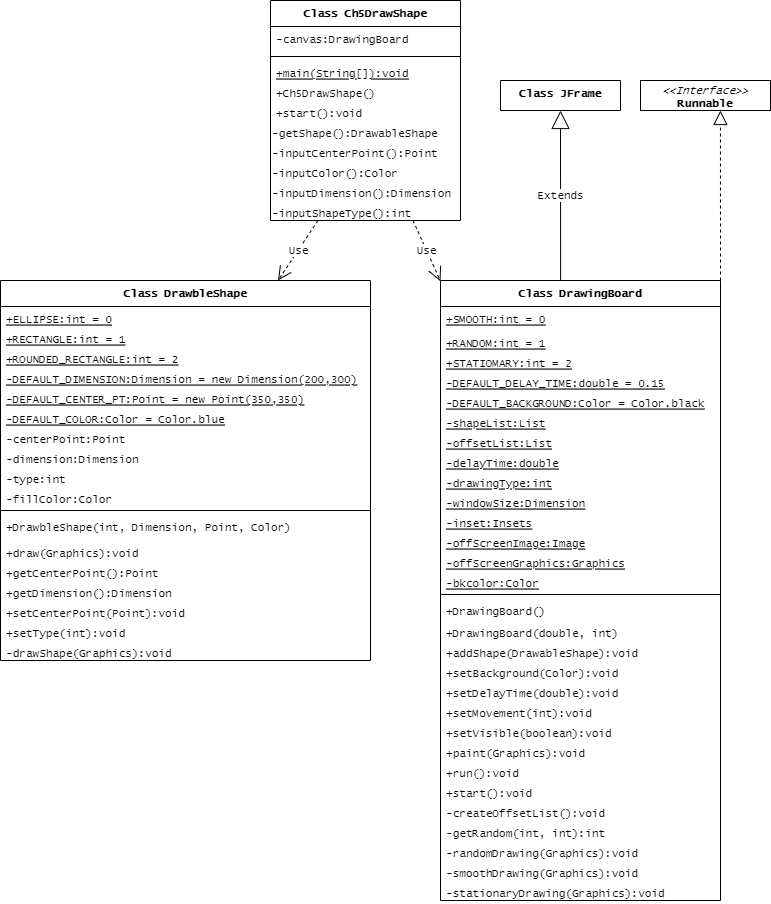 Class Ch5DrawShape
-canvas:DrawingBoard
+main(String[]):void
+Ch5DrawShape()
+start():void
-getShape():DrawableShape
-inputCenterPoint():Point
-inputColor():Color
-inputDimension():Dimension
-inputShapeType():int
Class JFrame
<<Interface>>
Runnable
Extends
Use
Use
Class DrawbleShape
+ELLIPSE:int = 0
+RECTANGLE:int = 1
+ROUNDED_RECTANGLE:int = 2
-DEFAULT_DIMENSION:Dimension = new Dimension(200,300)
-DEFAULT_CENTER_PT:Point = new Point(350,350)
-DEFAULT_COLOR:Color = Color.blue
-centerPoint:Point
-dimension:Dimension
-type:int
-fillColor:Color
+DrawbleShape(int, Dimension, Point, Color)
+draw(Graphics):void
+getCenterPoint():Point
+getDimension():Dimension
+setCenterPoint(Point):void
+setType(int):void
-drawShape(Graphics):void
Class DrawingBoard
+SMOOTH:int = 0
+RANDOM:int = 1
+STATIOMARY:int = 2
-DEFAULT_DELAY_TIME:double = 0.15
-DEFAULT_BACKGROUND:Color = Color.black
-shapeList:List
-offsetList:List
-delayTime:double
-drawingType:int
-windowSize:Dimension
-inset:Insets
-offScreenImage:Image
-offScreenGraphics:Graphics
-bkcolor:Color
+DrawingBoard()
+DrawingBoard(double, int)
+addShape(DrawableShape):void
+setBackground(Color):void
+setDelayTime(double):void
+setMovement(int):void
+setVisible(boolean):void
+paint(Graphics):void
+run():void
+start():void
-createOffsetList():void
-getRandom(int, int):int
-randomDrawing(Graphics):void
-smoothDrawing(Graphics):void
-stationaryDrawing(Graphics):void